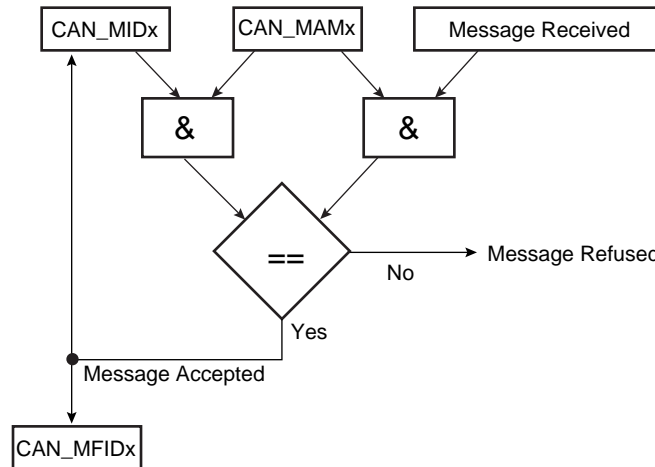 CAN_MIDx
CAN_MAMx
Message Received
&
&
==
No
Message Refused
Yes
Message Accepted
CAN_MFIDx